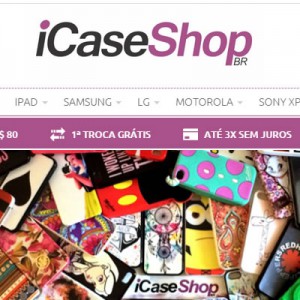 iCaseShop
BR
IPAD SAMSUNG LG MOTOROLA SONY XP
$ 80 1ª TROCA GRÁTIS ATÉ 3X SEM JUROS
iCaseShop